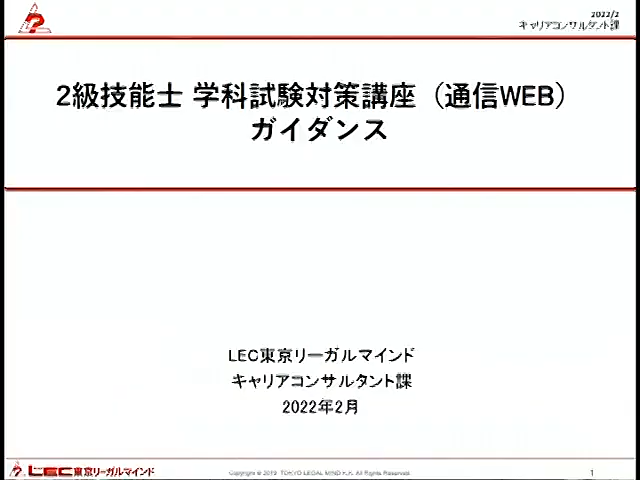 2022/2
キャリアコンサルタント課
2級技能士 学科試験対策講座（通信WEB）
ガイダンス
LEC東京リーガルマインド
キャリアコンサルタント課
2022年2月
LEC東京リーガルマインド
Copyright © 2019 TOKYO LEGAL MIND K.K. All Rights Reserved.
1